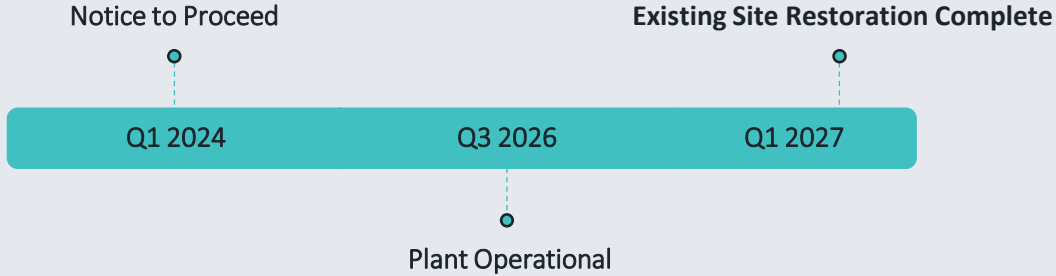 Notice to Proceed
Existing Site Restoration Complete
Q1 2024
Q3 2026
Q1 2027
Plant Operational